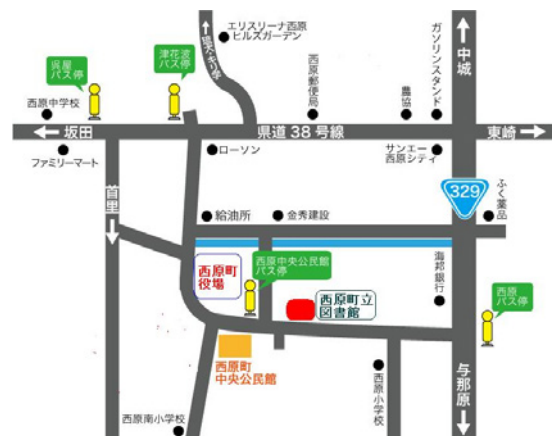 エリスリーナ西原
ヒルズガーデン
ガソリンスタンド
中城
呉屋
バス停
津花波
バス停
西原中学校
西原郵便局
農協
坂田
県道38号線
東崎
ファミリーマート
ローソン
サンエー
西原シティ
首里
329
ふく薬品
給油所
金秀建設
西原町
役場
西原中央公民館
バス停
海邦銀行
西原町立
図書館
西原
バス停
西原町
中央公民館
西原小学校
与那原
西原南小学校